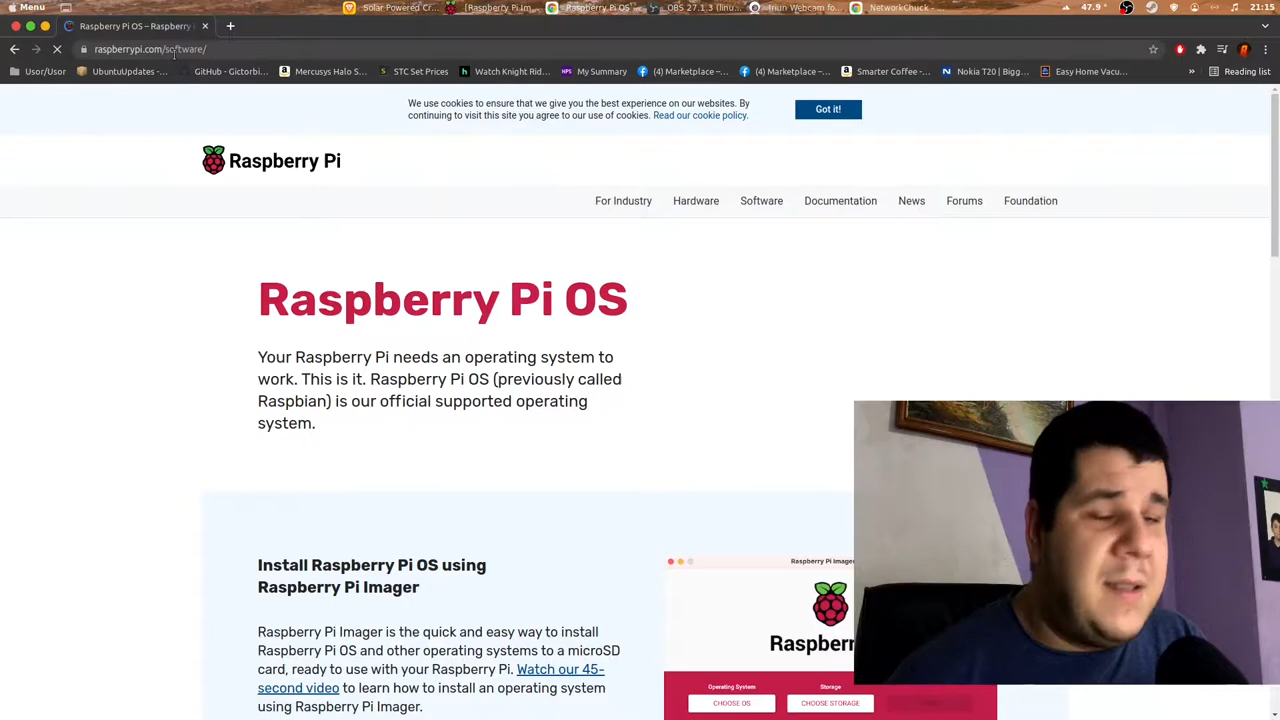 Menu
Solar Powered Cr...
Raspberry Pi Im...
Raspberry Pi OS ...
OBS 27.1.3 (linu...
Iriun Webcam fo...
NetworkChuck...
47.9 °
21:15
Raspberry Pi OS – Raspberry
raspberrypi.com/software/
Usor/Usor
UbuntuUpdates -...
GitHub - Gictorbi...
Mercusys Halo S...
STC Set Prices
Watch Knight Rid...
My Summary
(4) Marketplace –...
(4) Marketplace –...
Smarter Coffee -...
Nokia T20 | Bigg...
Easy Home Vacu...
»
Reading list
We use cookies to ensure that we give you the best experience on our websites. By
continuing to visit this site you agree to our use of cookies. Read our cookie policy.
Got it!
Raspberry Pi
For Industry
Hardware
Software
Documentation
News
Forums
Foundation
Raspberry Pi OS
Your Raspberry Pi needs an operating system to
work. This is it. Raspberry Pi OS (previously called
Raspbian) is our official supported operating
system.
Install Raspberry Pi OS using
Raspberry Pi Imager
Raspberry Pi Imager is the quick and easy way to install
Raspberry Pi OS and other operating systems to a microSD
card, ready to use with your Raspberry Pi. Watch our 45-
second video to learn how to install an operating system
using Raspberry Pi Imager.
Raspberry Pi Imager
Raspberr
Operating System
Storage
CHOOSE OS
CHOOSE STORAGE